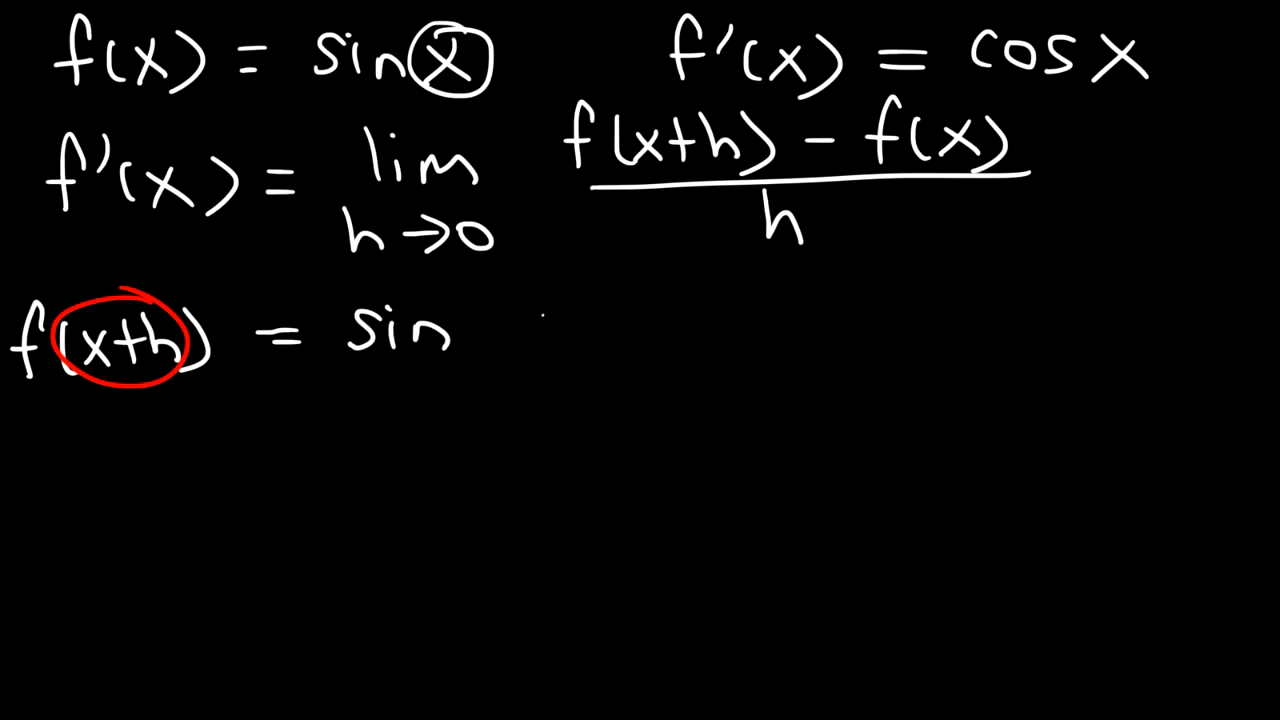 f(x) = sin x f'(x) = cos x
f'(x) = lim h→0 f(x+h) - f(x) / h
f(x+h) = sin